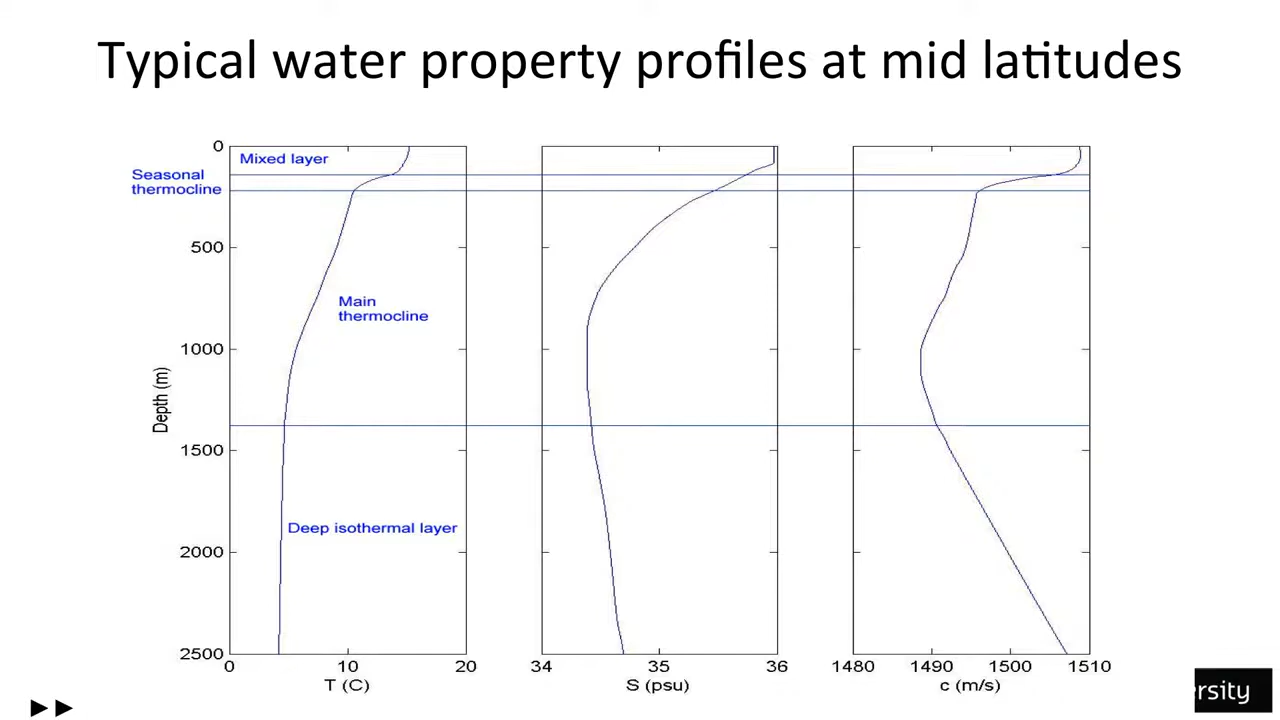 Typical water property profiles at mid latitudes
0
Mixed layer
Seasonal
thermocline
500
Main
thermocline
1000
Depth (m)
1500
Deep isothermal layer
2000
2500
0 10 20
34 35 36
1480 1490 1500 1510
T (C)
S (psu)
c (m/s)
ersity